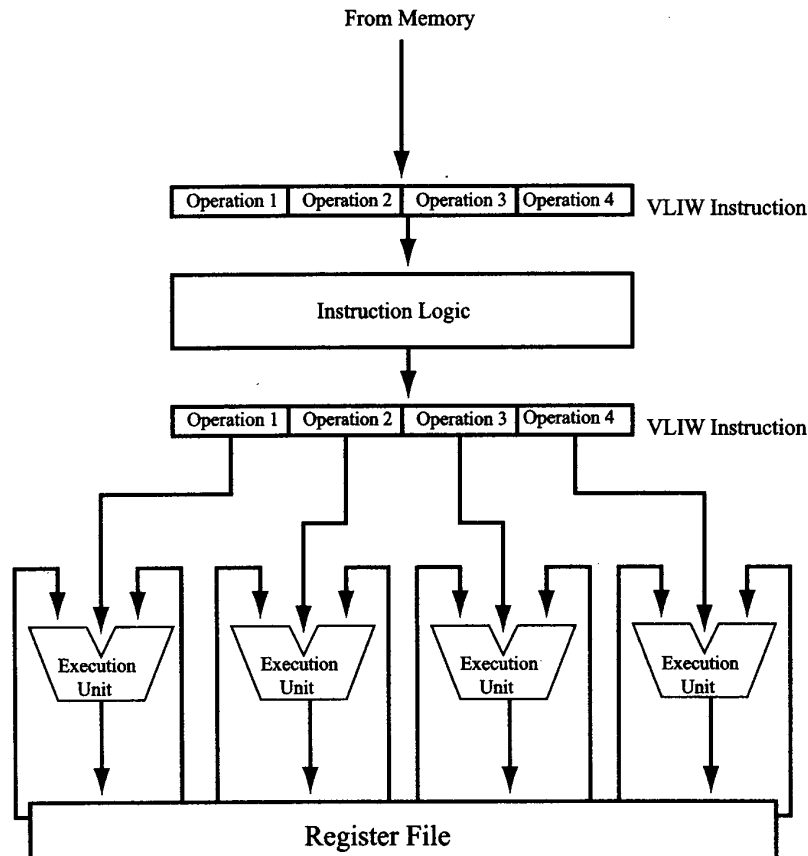 From Memory
Operation 1 Operation 2 Operation 3 Operation 4 VLIW Instruction
Instruction Logic
Operation 1 Operation 2 Operation 3 Operation 4 VLIW Instruction
Execution Unit
Execution Unit
Execution Unit
Execution Unit
Register File